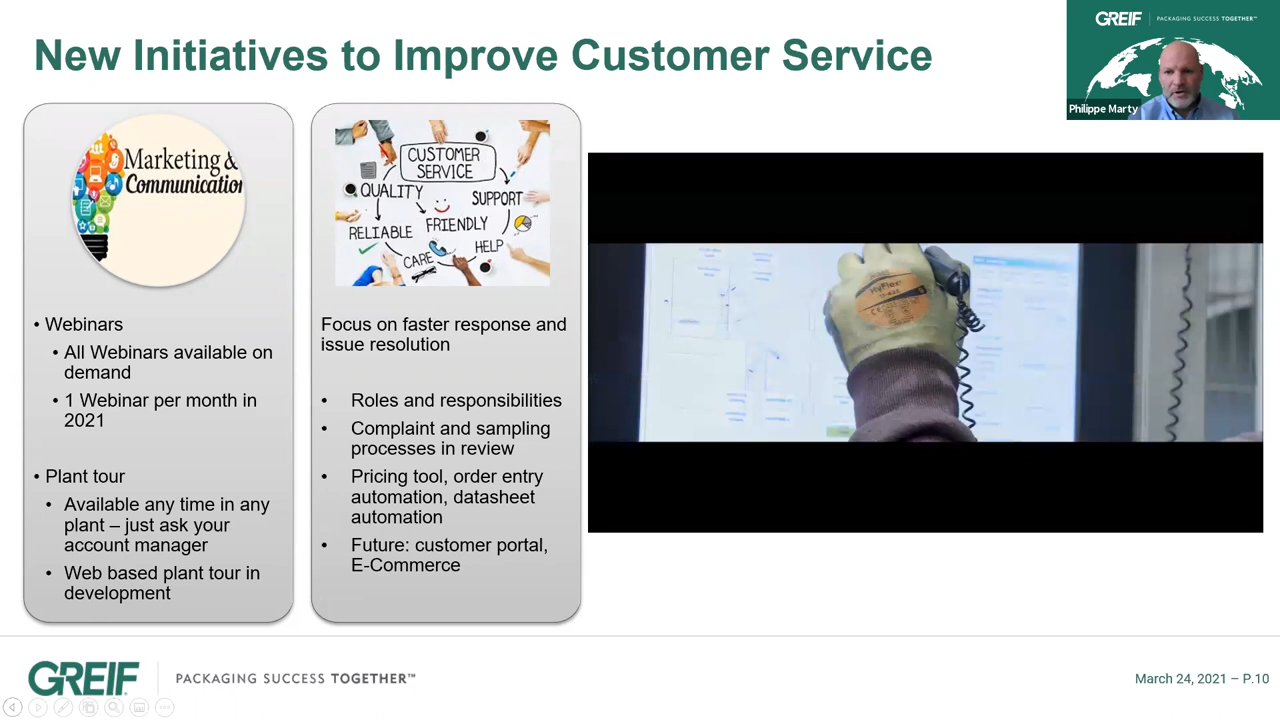 New Initiatives to Improve Customer Service
GREIF
PACKAGING SUCCESS TOGETHER™
Philippe Marty
Marketing &
Communication
• Webinars
• All Webinars available on
demand
• 1 Webinar per month in
2021
• Plant tour
• Available any time in any
plant – just ask your
account manager
• Web based plant tour in
development
CUSTOMER
SERVICE
QUALITY
SUPPORT
RELIABLE
FRIENDLY
HELP
CARE
Focus on faster response and
issue resolution
• Roles and responsibilities
• Complaint and sampling
processes in review
• Pricing tool, order entry
automation, datasheet
automation
• Future: customer portal,
E-Commerce
HyFlex
GREIF
PACKAGING SUCCESS TOGETHER™
March 24, 2021 – P.10